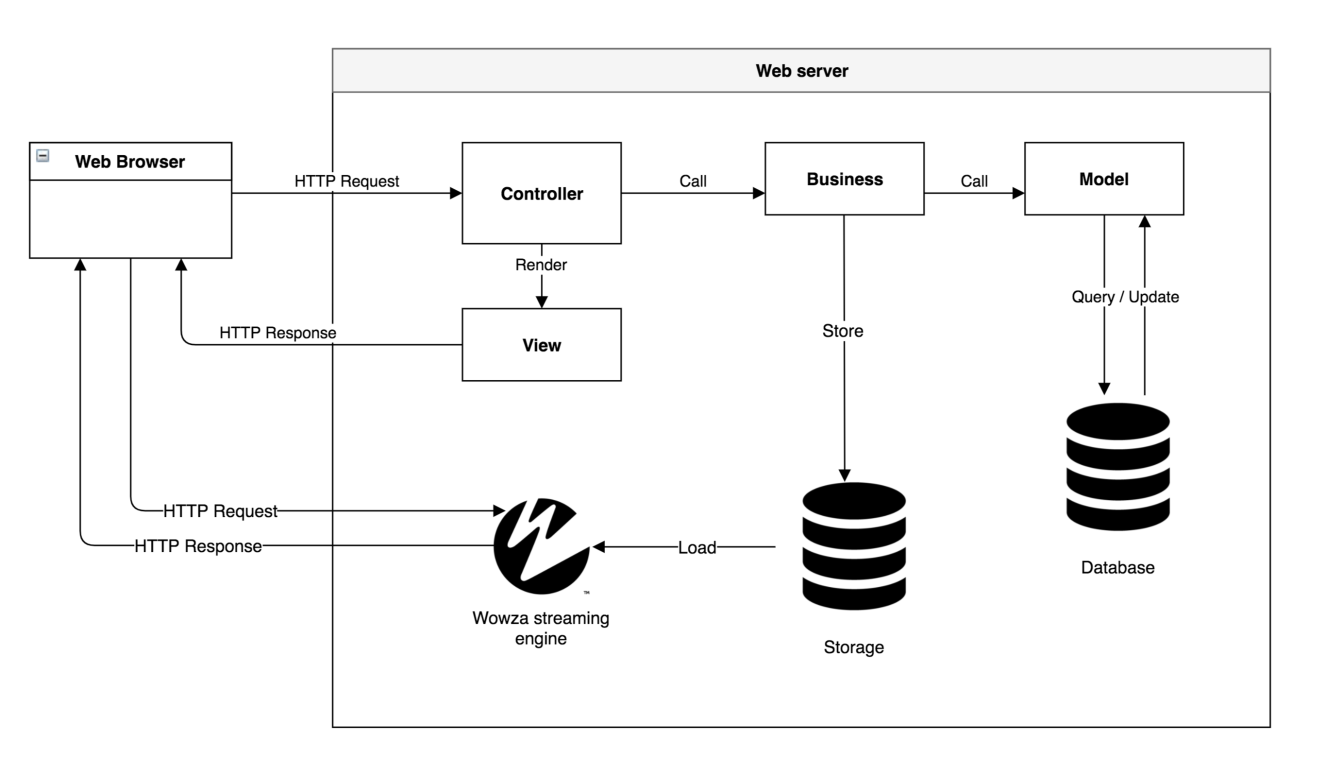 Web server
Web Browser
HTTP Request
Controller
Call
Business
Call
Model
Render
Query / Update
HTTP Response
Store
View
HTTP Request
HTTP Response
Load
™
Wowza streaming
engine
Database
Storage